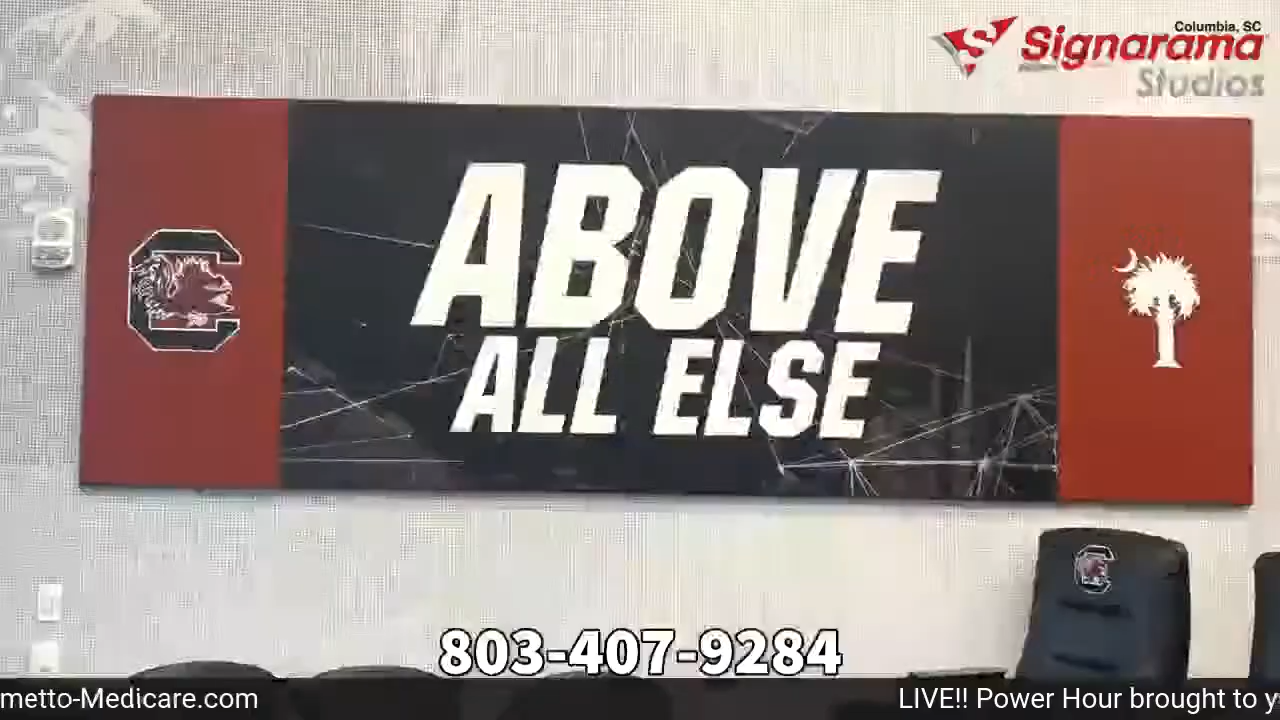 Columbia, SC
Signarama
Studios
ABOVE
ALL ELSE
803-407-9284
metto-Medicare.com
LIVE!! Power Hour brought to y